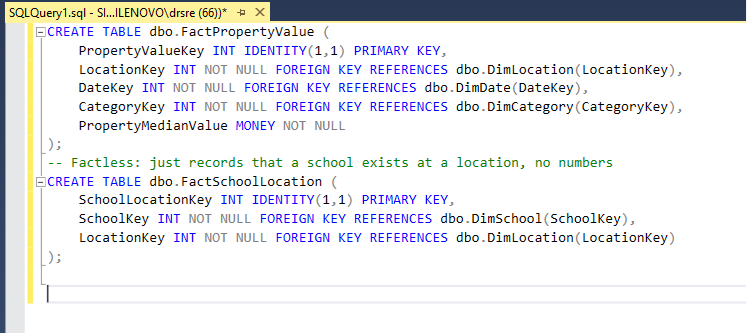 SQLQuery1.sql - SI...ILENOVO\drsre (66))*
CREATE TABLE dbo.FactPropertyValue (
    PropertyValueKey INT IDENTITY(1,1) PRIMARY KEY,
    LocationKey INT NOT NULL FOREIGN KEY REFERENCES dbo.DimLocation(LocationKey),
    DateKey INT NOT NULL FOREIGN KEY REFERENCES dbo.DimDate(DateKey),
    CategoryKey INT NOT NULL FOREIGN KEY REFERENCES dbo.DimCategory(CategoryKey),
    PropertyMedianValue MONEY NOT NULL
);
-- Factless: just records that a school exists at a location, no numbers
CREATE TABLE dbo.FactSchoolLocation (
    SchoolLocationKey INT IDENTITY(1,1) PRIMARY KEY,
    SchoolKey INT NOT NULL FOREIGN KEY REFERENCES dbo.DimSchool(SchoolKey),
    LocationKey INT NOT NULL FOREIGN KEY REFERENCES dbo.DimLocation(LocationKey)
);